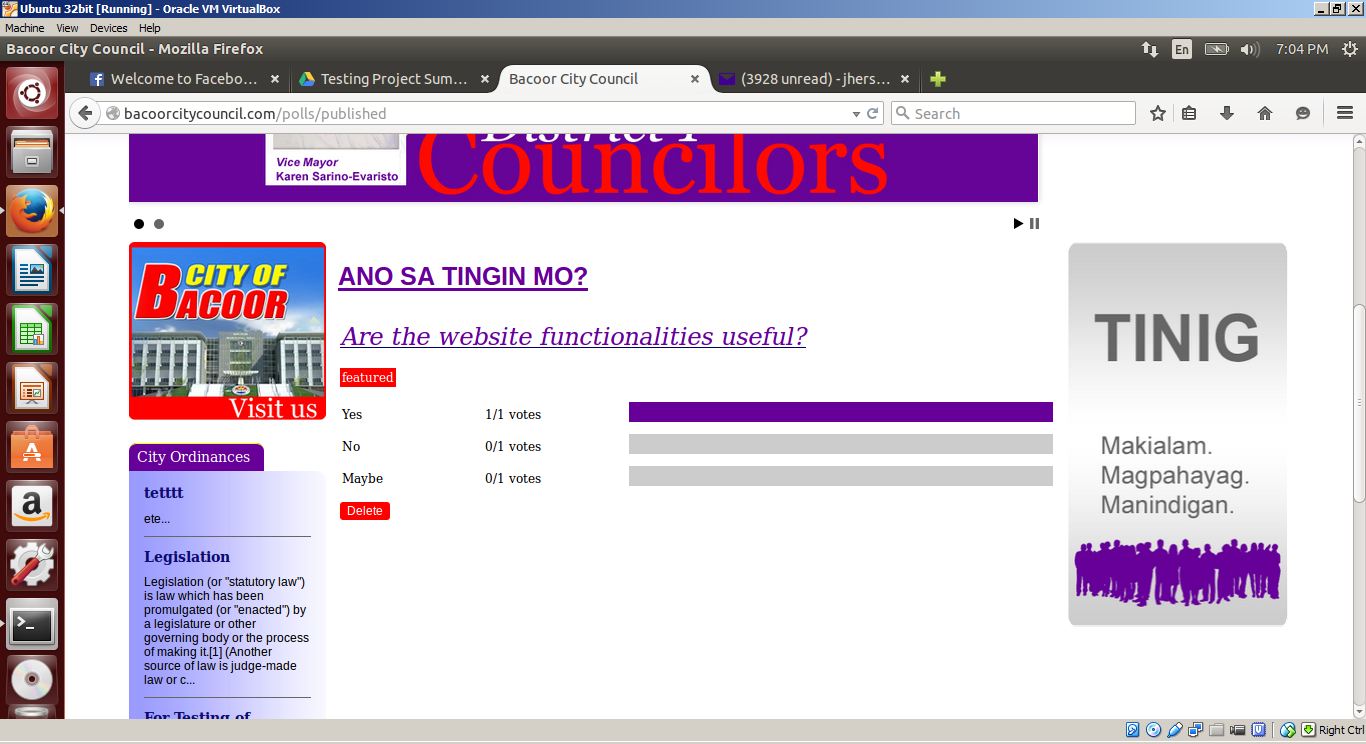 Ubuntu 32bit [Running] - Oracle VM VirtualBox
Machine View Devices Help
Bacoor City Council - Mozilla Firefox
En
7:04 PM
Welcome to Facebo...
Testing Project Sum...
Bacoor City Council
(3928 unread) - jhers...
bacoorcitycouncil.com/polls/published
Search
District 1
Councilors
Vice Mayor
Karen Sarino-Evaristo
CITY OF
BACOOR
Visit us
City Ordinances
tetttt
ete...
Legislation
Legislation (or "statutory law")
is law which has been
promulgated (or "enacted") by
a legislature or other
governing body or the process
of making it.[1] (Another
source of law is judge-made
law or c...
For Testing of
ANO SA TINGIN MO?
Are the website functionalities useful?
featured
Yes 1/1 votes
No 0/1 votes
Maybe 0/1 votes
Delete
TINIG
Makialam.
Magpahayag.
Manindigan.
Right Ctrl